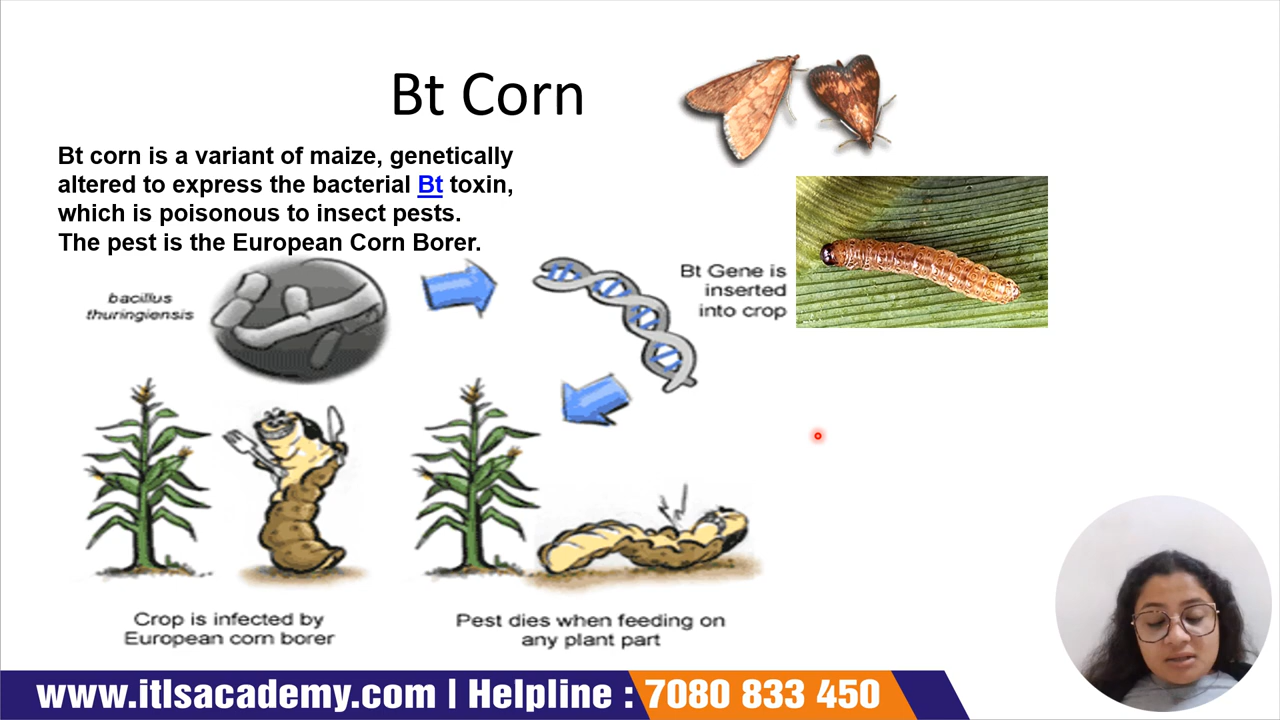 Bt Corn
Bt corn is a variant of maize, genetically
altered to express the bacterial Bt toxin,
which is poisonous to insect pests.
The pest is the European Corn Borer.
bacillus
thuringiensis
Bt Gene is
inserted
into crop
Crop is infected by
European corn borer
Pest dies when feeding on
any plant part
www.itlsacademy.com | Helpline : 7080 833 450